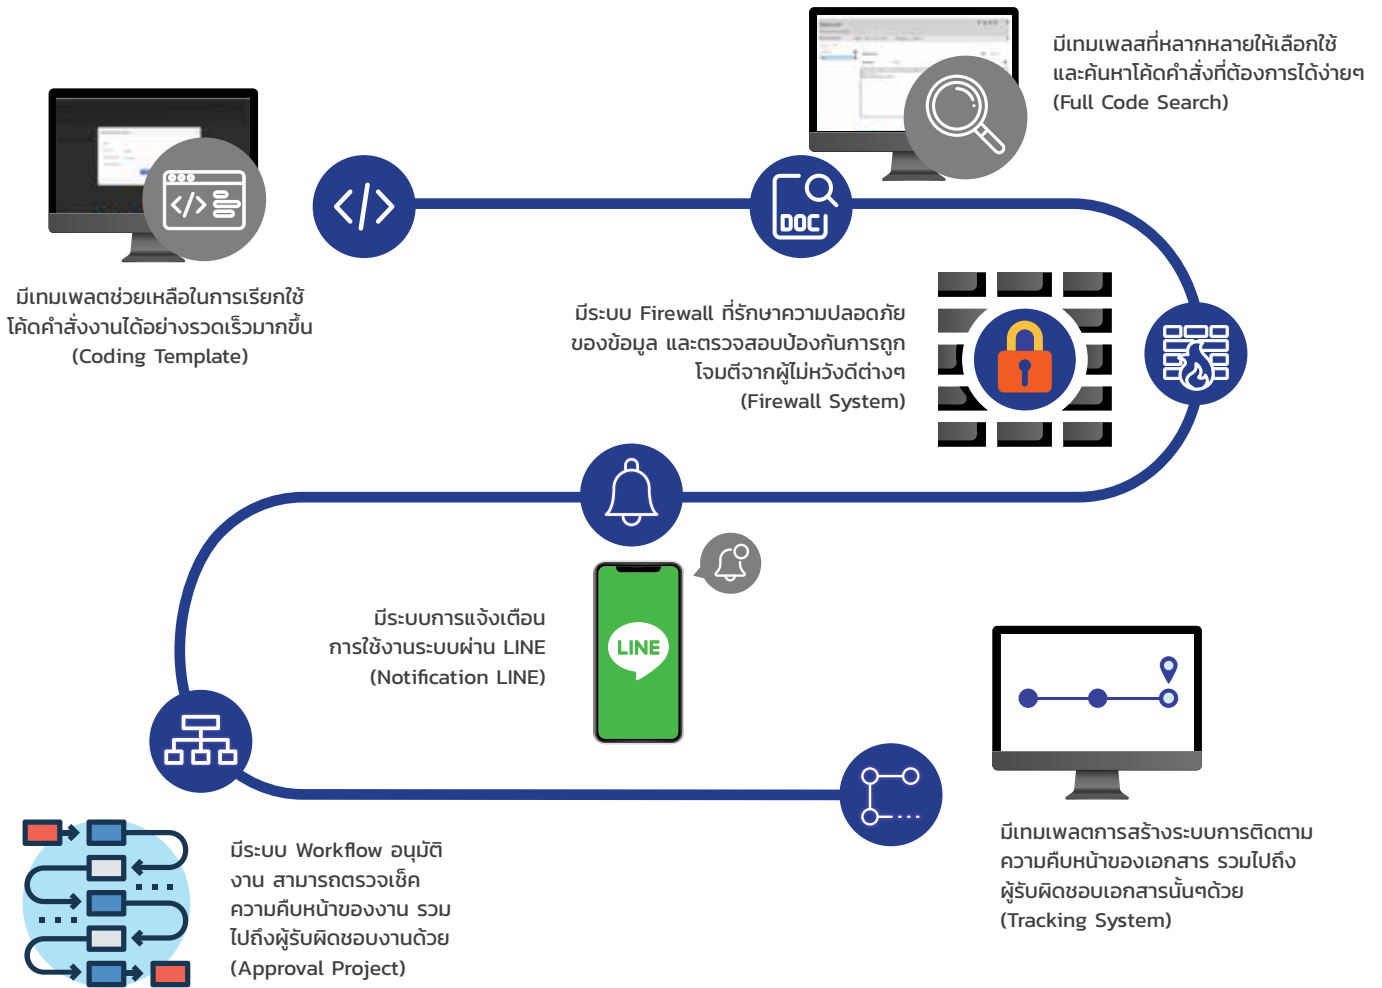 มีเทมเพลตช่วยเหลือในการเรียกใช้
โค้ดคำสั่งงานได้อย่างรวดเร็วมากขึ้น
(Coding Template)
DOC
มีเทมเพลสที่หลากหลายให้เลือกใช้
และค้นหาโค้ดคำสั่งที่ต้องการได้ง่ายๆ
(Full Code Search)
มีระบบ Firewall ที่รักษาความปลอดภัย
ของข้อมูล และตรวจสอบป้องกันการถูก
โจมตีจากผู้ไม่หวังดีต่างๆ
(Firewall System)
มีระบบการแจ้งเตือน
การใช้งานระบบผ่าน LINE
(Notification LINE)
LINE
มีระบบ Workflow อนุมัติ
งาน สามารถตรวจเช็ค
ความคืบหน้าของงาน รวม
ไปถึงผู้รับผิดชอบงานด้วย
(Approval Project)
มีเทมเพลตการสร้างระบบการติดตาม
ความคืบหน้าของเอกสาร รวมไปถึง
ผู้รับผิดชอบเอกสารนั้นๆด้วย
(Tracking System)